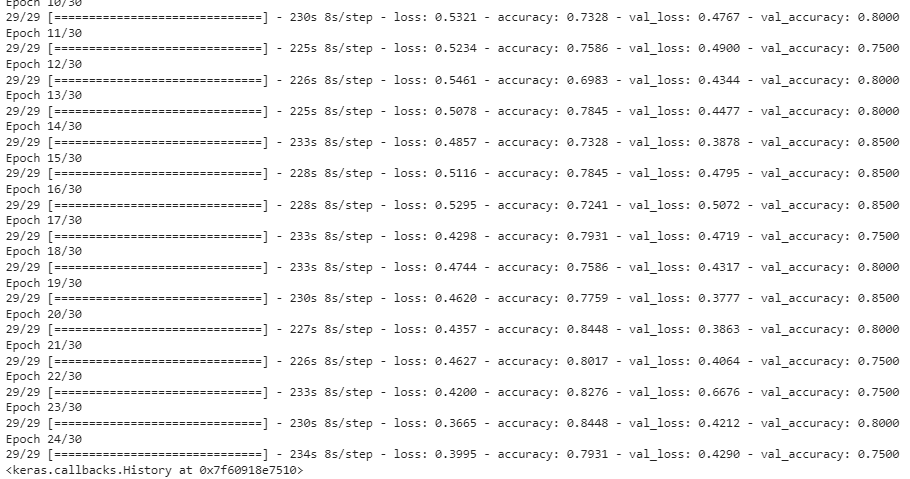 Epoch 10/30
29/29 [==============================] - 230s 8s/step - loss: 0.5321 - accuracy: 0.7328 - val_loss: 0.4767 - val_accuracy: 0.8000
Epoch 11/30
29/29 [==============================] - 225s 8s/step - loss: 0.5234 - accuracy: 0.7586 - val_loss: 0.4900 - val_accuracy: 0.7500
Epoch 12/30
29/29 [==============================] - 226s 8s/step - loss: 0.5461 - accuracy: 0.6983 - val_loss: 0.4344 - val_accuracy: 0.8000
Epoch 13/30
29/29 [==============================] - 225s 8s/step - loss: 0.5078 - accuracy: 0.7845 - val_loss: 0.4477 - val_accuracy: 0.8000
Epoch 14/30
29/29 [==============================] - 233s 8s/step - loss: 0.4857 - accuracy: 0.7328 - val_loss: 0.3878 - val_accuracy: 0.8500
Epoch 15/30
29/29 [==============================] - 228s 8s/step - loss: 0.5116 - accuracy: 0.7845 - val_loss: 0.4795 - val_accuracy: 0.8500
Epoch 16/30
29/29 [==============================] - 228s 8s/step - loss: 0.5295 - accuracy: 0.7241 - val_loss: 0.5072 - val_accuracy: 0.8500
Epoch 17/30
29/29 [==============================] - 233s 8s/step - loss: 0.4298 - accuracy: 0.7931 - val_loss: 0.4719 - val_accuracy: 0.7500
Epoch 18/30
29/29 [==============================] - 233s 8s/step - loss: 0.4744 - accuracy: 0.7586 - val_loss: 0.4317 - val_accuracy: 0.8000
Epoch 19/30
29/29 [==============================] - 230s 8s/step - loss: 0.4620 - accuracy: 0.7759 - val_loss: 0.3777 - val_accuracy: 0.8500
Epoch 20/30
29/29 [==============================] - 227s 8s/step - loss: 0.4357 - accuracy: 0.8448 - val_loss: 0.3863 - val_accuracy: 0.8000
Epoch 21/30
29/29 [==============================] - 226s 8s/step - loss: 0.4627 - accuracy: 0.8017 - val_loss: 0.4064 - val_accuracy: 0.7500
Epoch 22/30
29/29 [==============================] - 233s 8s/step - loss: 0.4200 - accuracy: 0.8276 - val_loss: 0.6676 - val_accuracy: 0.7500
Epoch 23/30
29/29 [==============================] - 230s 8s/step - loss: 0.3665 - accuracy: 0.8448 - val_loss: 0.4212 - val_accuracy: 0.8000
Epoch 24/30
29/29 [==============================] - 234s 8s/step - loss: 0.3995 - accuracy: 0.7931 - val_loss: 0.4290 - val_accuracy: 0.7500
<keras.callbacks.History at 0x7f60918e7510>